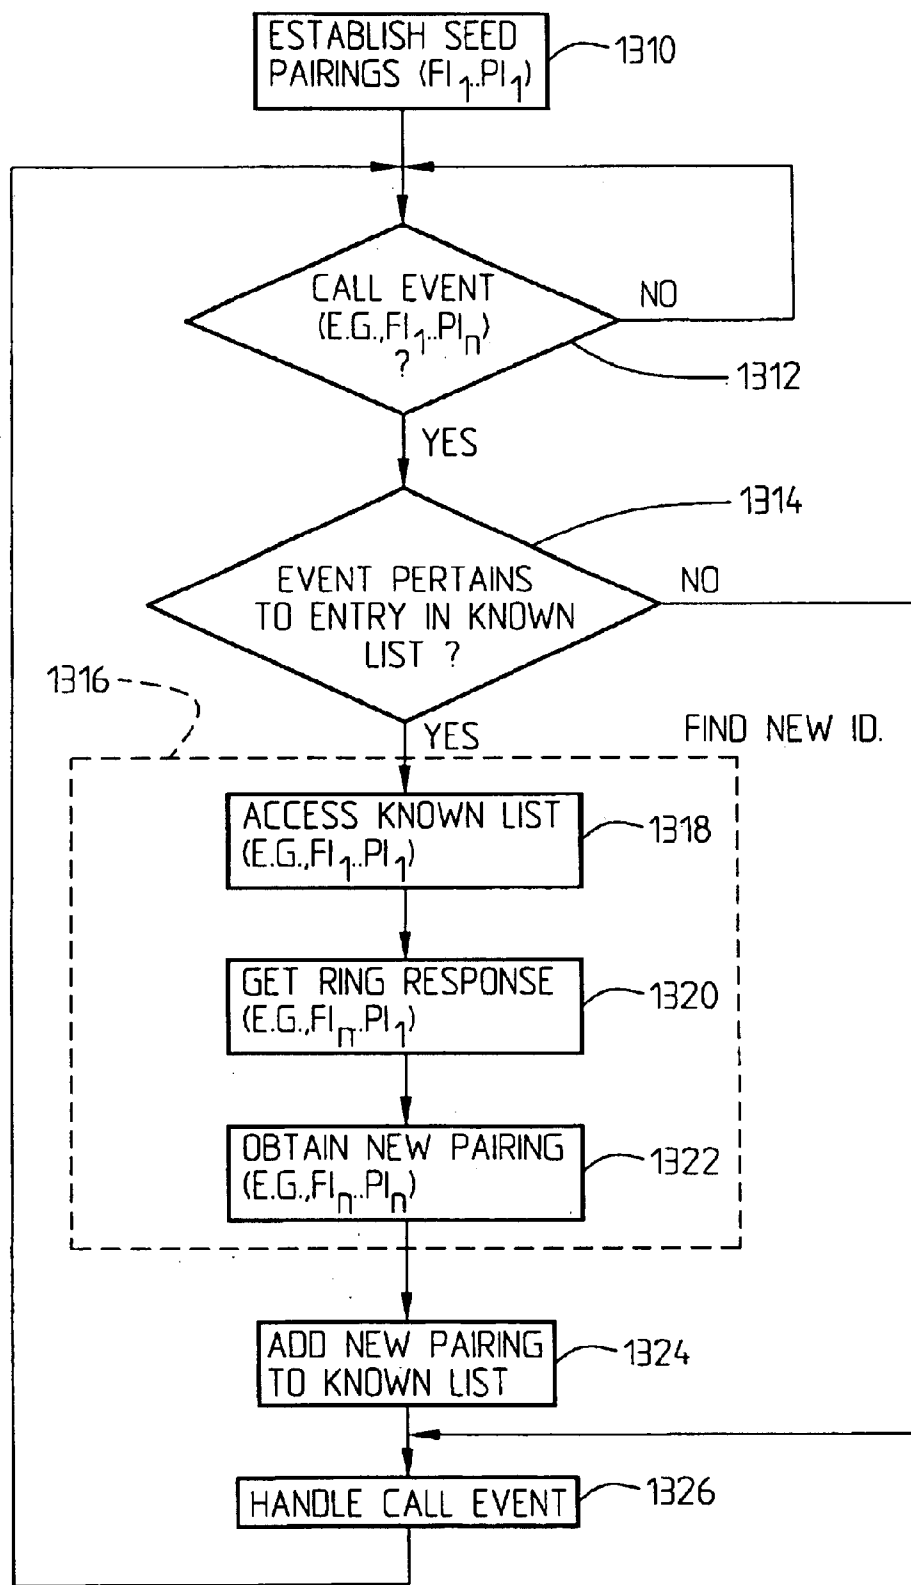 ESTABLISH SEED
PAIRINGS (FI1..PI1)
1310
CALL EVENT
(E.G.,FI1..PIn)
?
NO
1312
YES
1314
EVENT PERTAINS
TO ENTRY IN KNOWN
LIST ?
NO
1316
YES
FIND NEW ID.
ACCESS KNOWN LIST
(E.G.,FI1..PI1)
1318
GET RING RESPONSE
(E.G.,FIn..PI1)
1320
OBTAIN NEW PAIRING
(E.G.,FIn..PIn)
1322
ADD NEW PAIRING
TO KNOWN LIST
1324
HANDLE CALL EVENT
1326